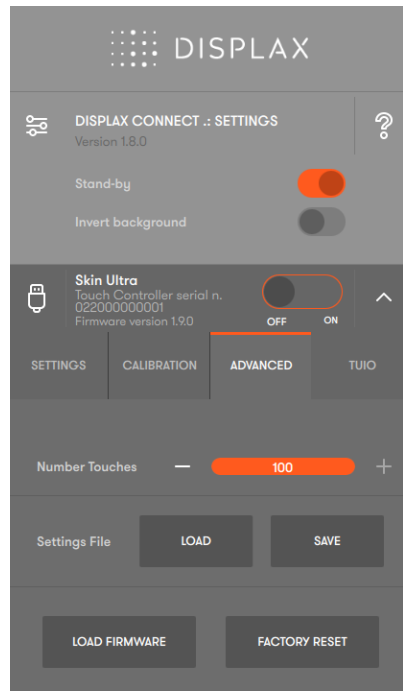 DISPLAX
DISPLAX CONNECT .: SETTINGS
Version 1.8.0
Stand-by
Invert background
Skin Ultra
Touch Controller serial n.
022000000001
Firmware version 1.9.0
OFF ON
SETTINGS CALIBRATION ADVANCED TUIO
Number Touches — 100 +
Settings File LOAD SAVE
LOAD FIRMWARE FACTORY RESET